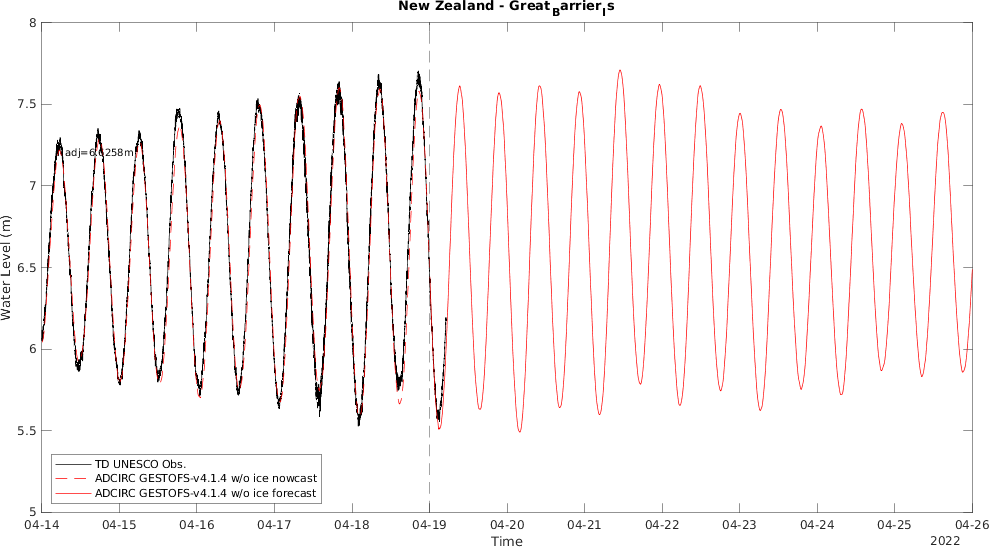 New Zealand - Great_Barrier_Is
8
7.5
adj=6.6258m
7
6.5
6
5.5
5
Water Level (m)
TD UNESCO Obs.
ADCIRC GESTOFS-v4.1.4 w/o ice nowcast
ADCIRC GESTOFS-v4.1.4 w/o ice forecast
04-14 04-15 04-16 04-17 04-18 04-19 04-20 04-21 04-22 04-23 04-24 04-25 04-26
Time
2022